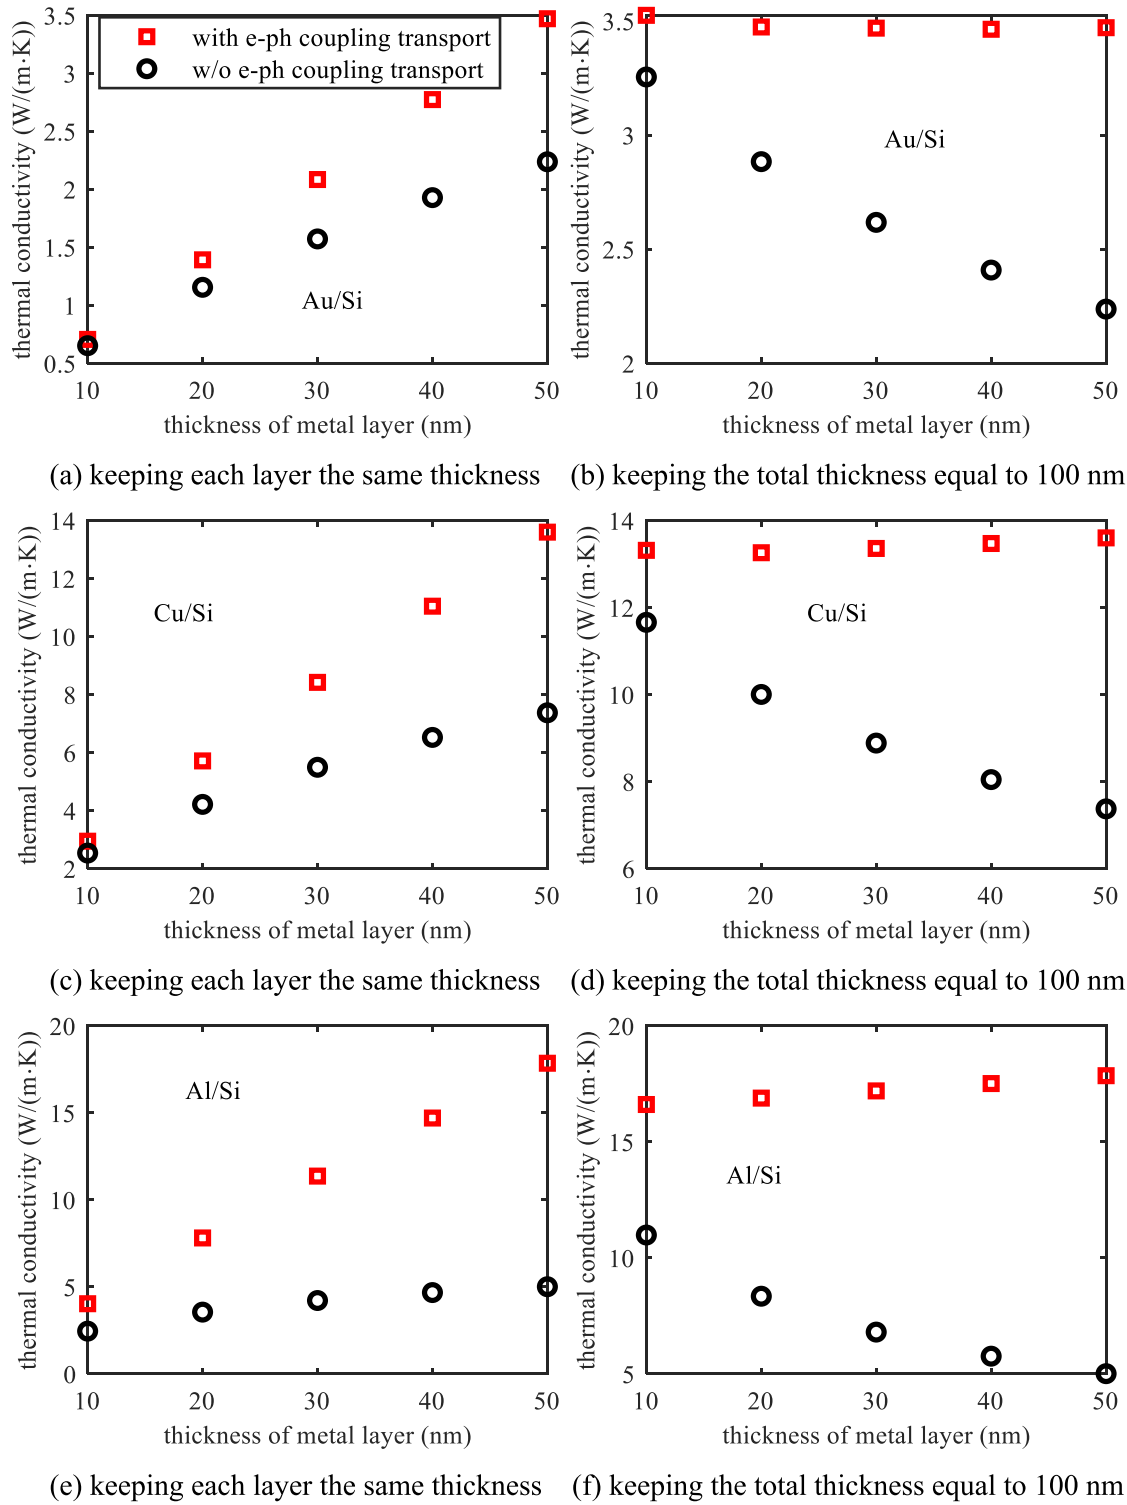 thermal conductivity (W/(m·K))
3.5
3
2.5
2
1.5
1
0.5
with e-ph coupling transport
w/o e-ph coupling transport
Au/Si
10 20 30 40 50
thickness of metal layer (nm)
(a) keeping each layer the same thickness
thermal conductivity (W/(m·K))
3.5
3
2.5
2
Au/Si
10 20 30 40 50
thickness of metal layer (nm)
(b) keeping the total thickness equal to 100 nm
thermal conductivity (W/(m·K))
14
12
10
8
6
4
2
Cu/Si
10 20 30 40 50
thickness of metal layer (nm)
(c) keeping each layer the same thickness
thermal conductivity (W/(m·K))
14
12
10
8
6
Cu/Si
10 20 30 40 50
thickness of metal layer (nm)
(d) keeping the total thickness equal to 100 nm
thermal conductivity (W/(m·K))
20
15
10
5
0
Al/Si
10 20 30 40 50
thickness of metal layer (nm)
(e) keeping each layer the same thickness
thermal conductivity (W/(m·K))
20
15
10
5
Al/Si
10 20 30 40 50
thickness of metal layer (nm)
(f) keeping the total thickness equal to 100 nm